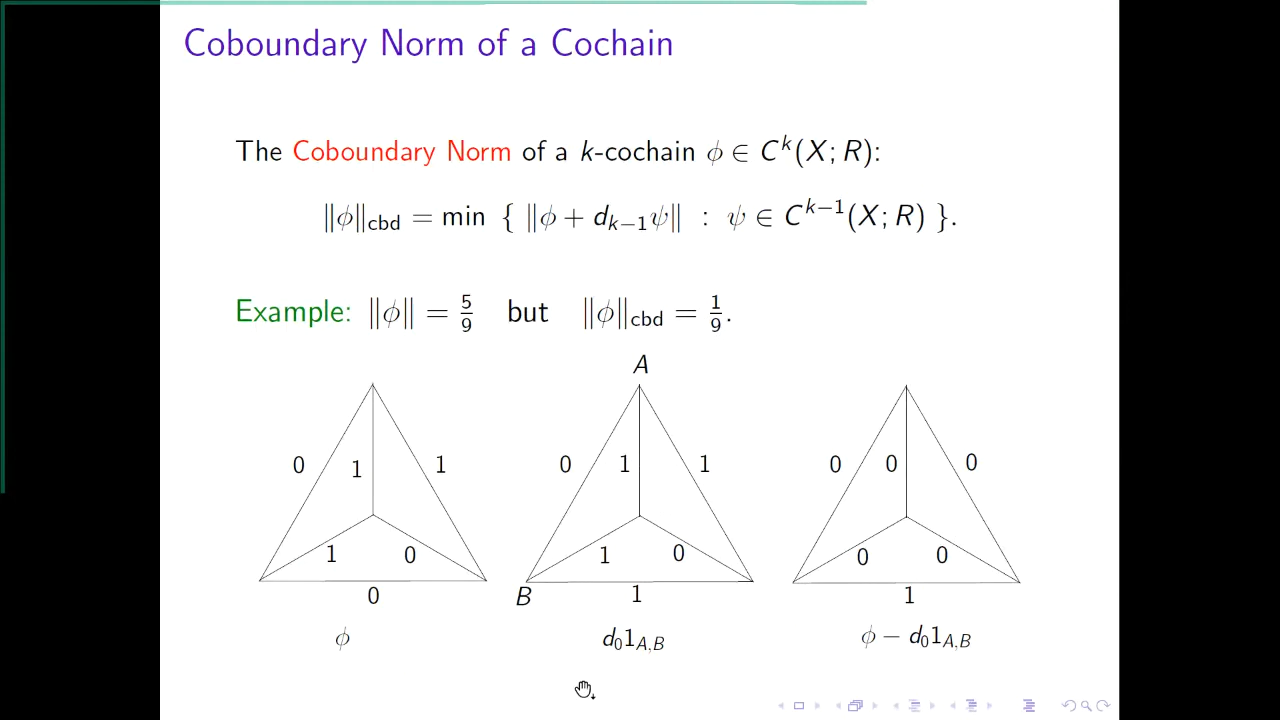 Coboundary Norm of a Cochain
The Coboundary Norm of a k-cochain ϕ ∈ C^k(X; R):
‖ϕ‖_cbd = min { ‖ϕ + d_{k−1}ψ‖ : ψ ∈ C^{k−1}(X; R) }.
Example: ‖ϕ‖ = 5/9 but ‖ϕ‖_cbd = 1/9.
A
0 1 1 0 1 1 0 0 0
1 0 1 0 0 0
0 B 1 1
ϕ d_0 1_{A,B} ϕ − d_0 1_{A,B}